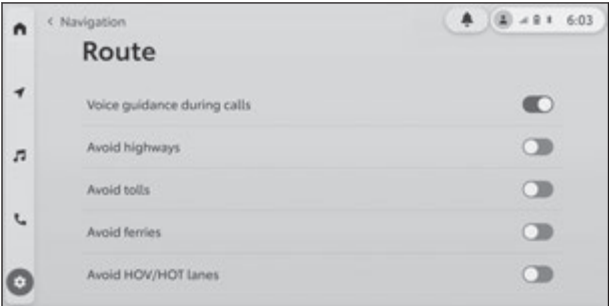 Navigation
6:03
Route
Voice guidance during calls
Avoid highways
Avoid tolls
Avoid ferries
Avoid HOV/HOT lanes